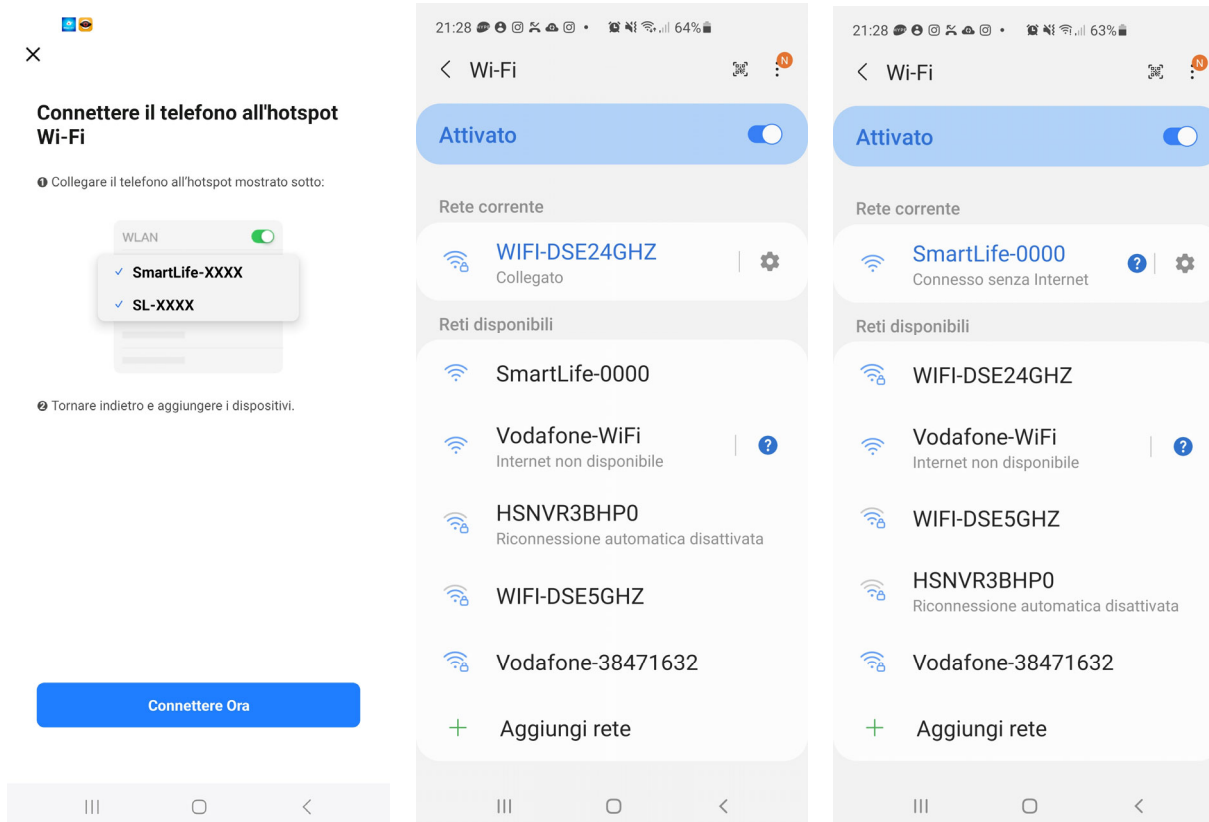 Connettere il telefono all'hotspot
Wi-Fi
❶ Collegare il telefono all'hotspot mostrato sotto:
WLAN
SmartLife-XXXX
SL-XXXX
❷ Tornare indietro e aggiungere i dispositivi.
Connettere Ora
21:28 64%
Wi-Fi
N
Attivato
Rete corrente
WIFI-DSE24GHZ
Collegato
Reti disponibili
SmartLife-0000
Vodafone-WiFi
Internet non disponibile
?
HSNVR3BHP0
Riconnessione automatica disattivata
WIFI-DSE5GHZ
Vodafone-38471632
+ Aggiungi rete
21:28 63%
Wi-Fi
N
Attivato
Rete corrente
SmartLife-0000
Connesso senza Internet
?
Reti disponibili
WIFI-DSE24GHZ
Vodafone-WiFi
Internet non disponibile
?
WIFI-DSE5GHZ
HSNVR3BHP0
Riconnessione automatica disattivata
Vodafone-38471632
+ Aggiungi rete